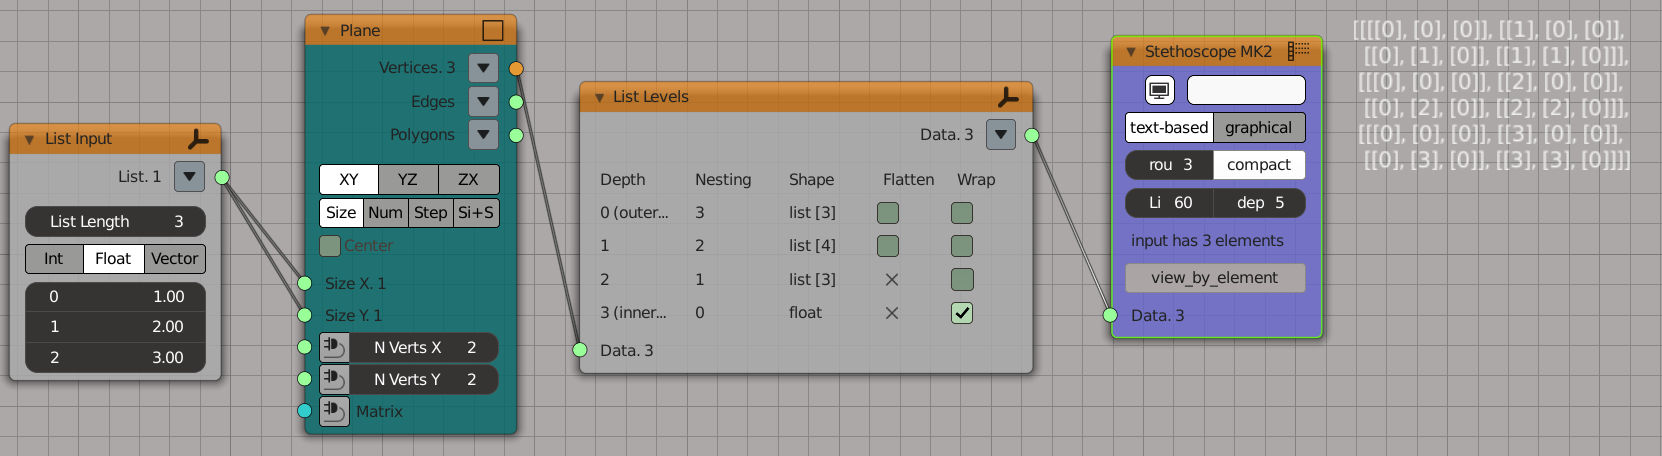 List Input
List. 1
List Length 3
Int Float Vector
0 1.00
1 2.00
2 3.00
Plane
Vertices. 3
Edges
Polygons
XY YZ ZX
Size Num Step Si+S
Center
Size X. 1
Size Y. 1
N Verts X 2
N Verts Y 2
Matrix
List Levels
Data. 3
Depth Nesting Shape Flatten Wrap
0 (outer... 3 list [3]
1 2 list [4]
2 1 list [3]
3 (inner... 0 float
Data. 3
Stethoscope MK2
text-based graphical
rou 3 compact
Li 60 dep 5
input has 3 elements
view_by_element
Data. 3
[[[[0], [0], [0]], [[1], [0], [0]],
[[0], [1], [0]], [[1], [1], [0]]],
[[[0], [0], [0]], [[2], [0], [0]],
[[0], [2], [0]], [[2], [2], [0]]],
[[[0], [0], [0]], [[3], [0], [0]],
[[0], [3], [0]], [[3], [3], [0]]]]